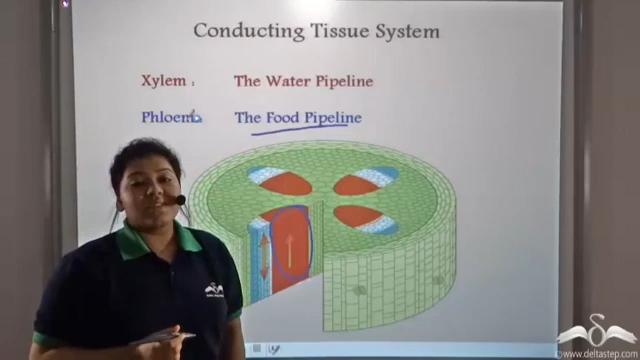 Conducting Tissue System
Xylem : The Water Pipeline
Phloem: The Food Pipeline
@www.deltastep.com